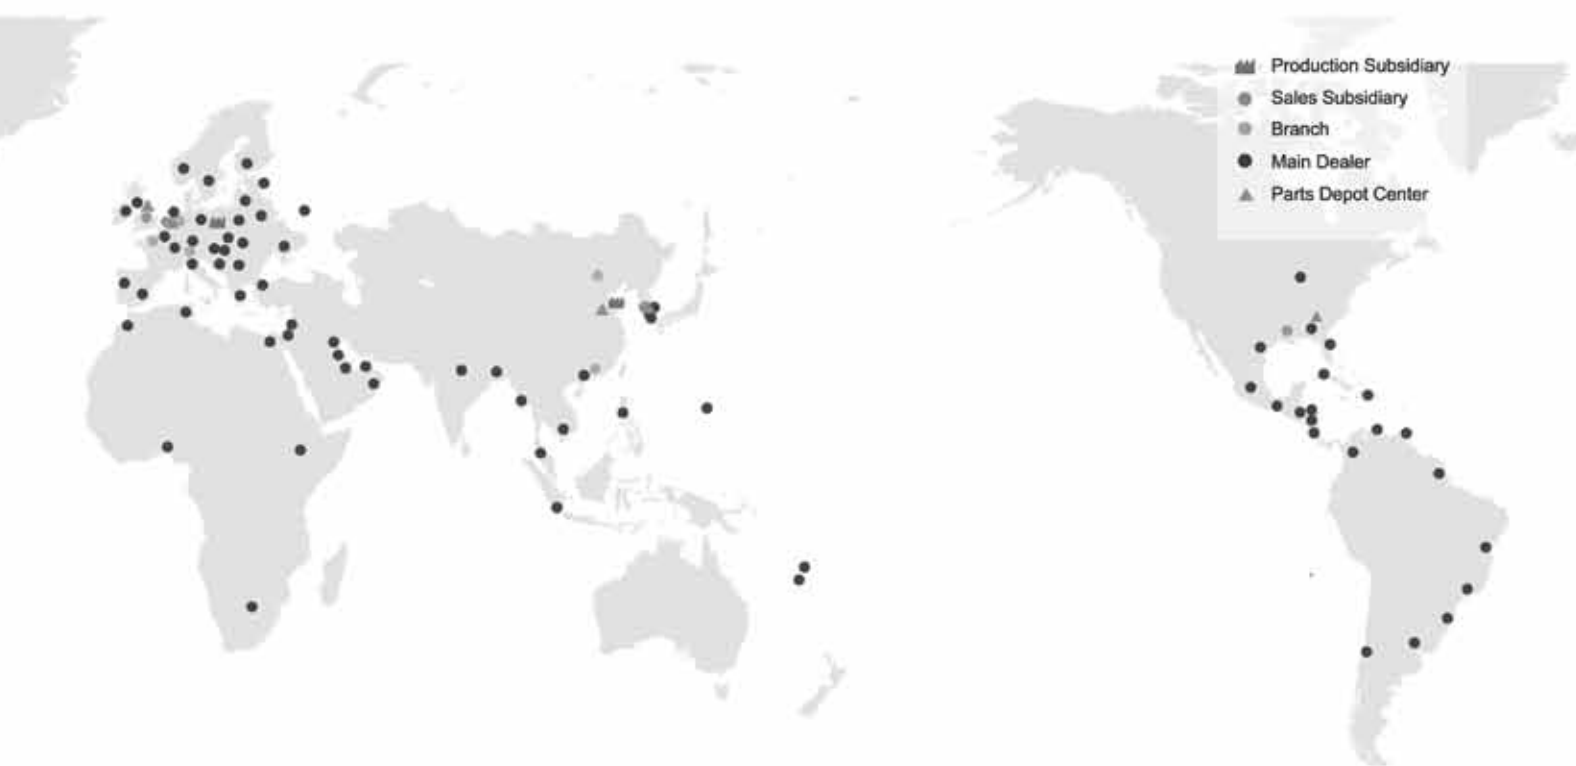 Production Subsidiary
Sales Subsidiary
Branch
Main Dealer
Parts Depot Center